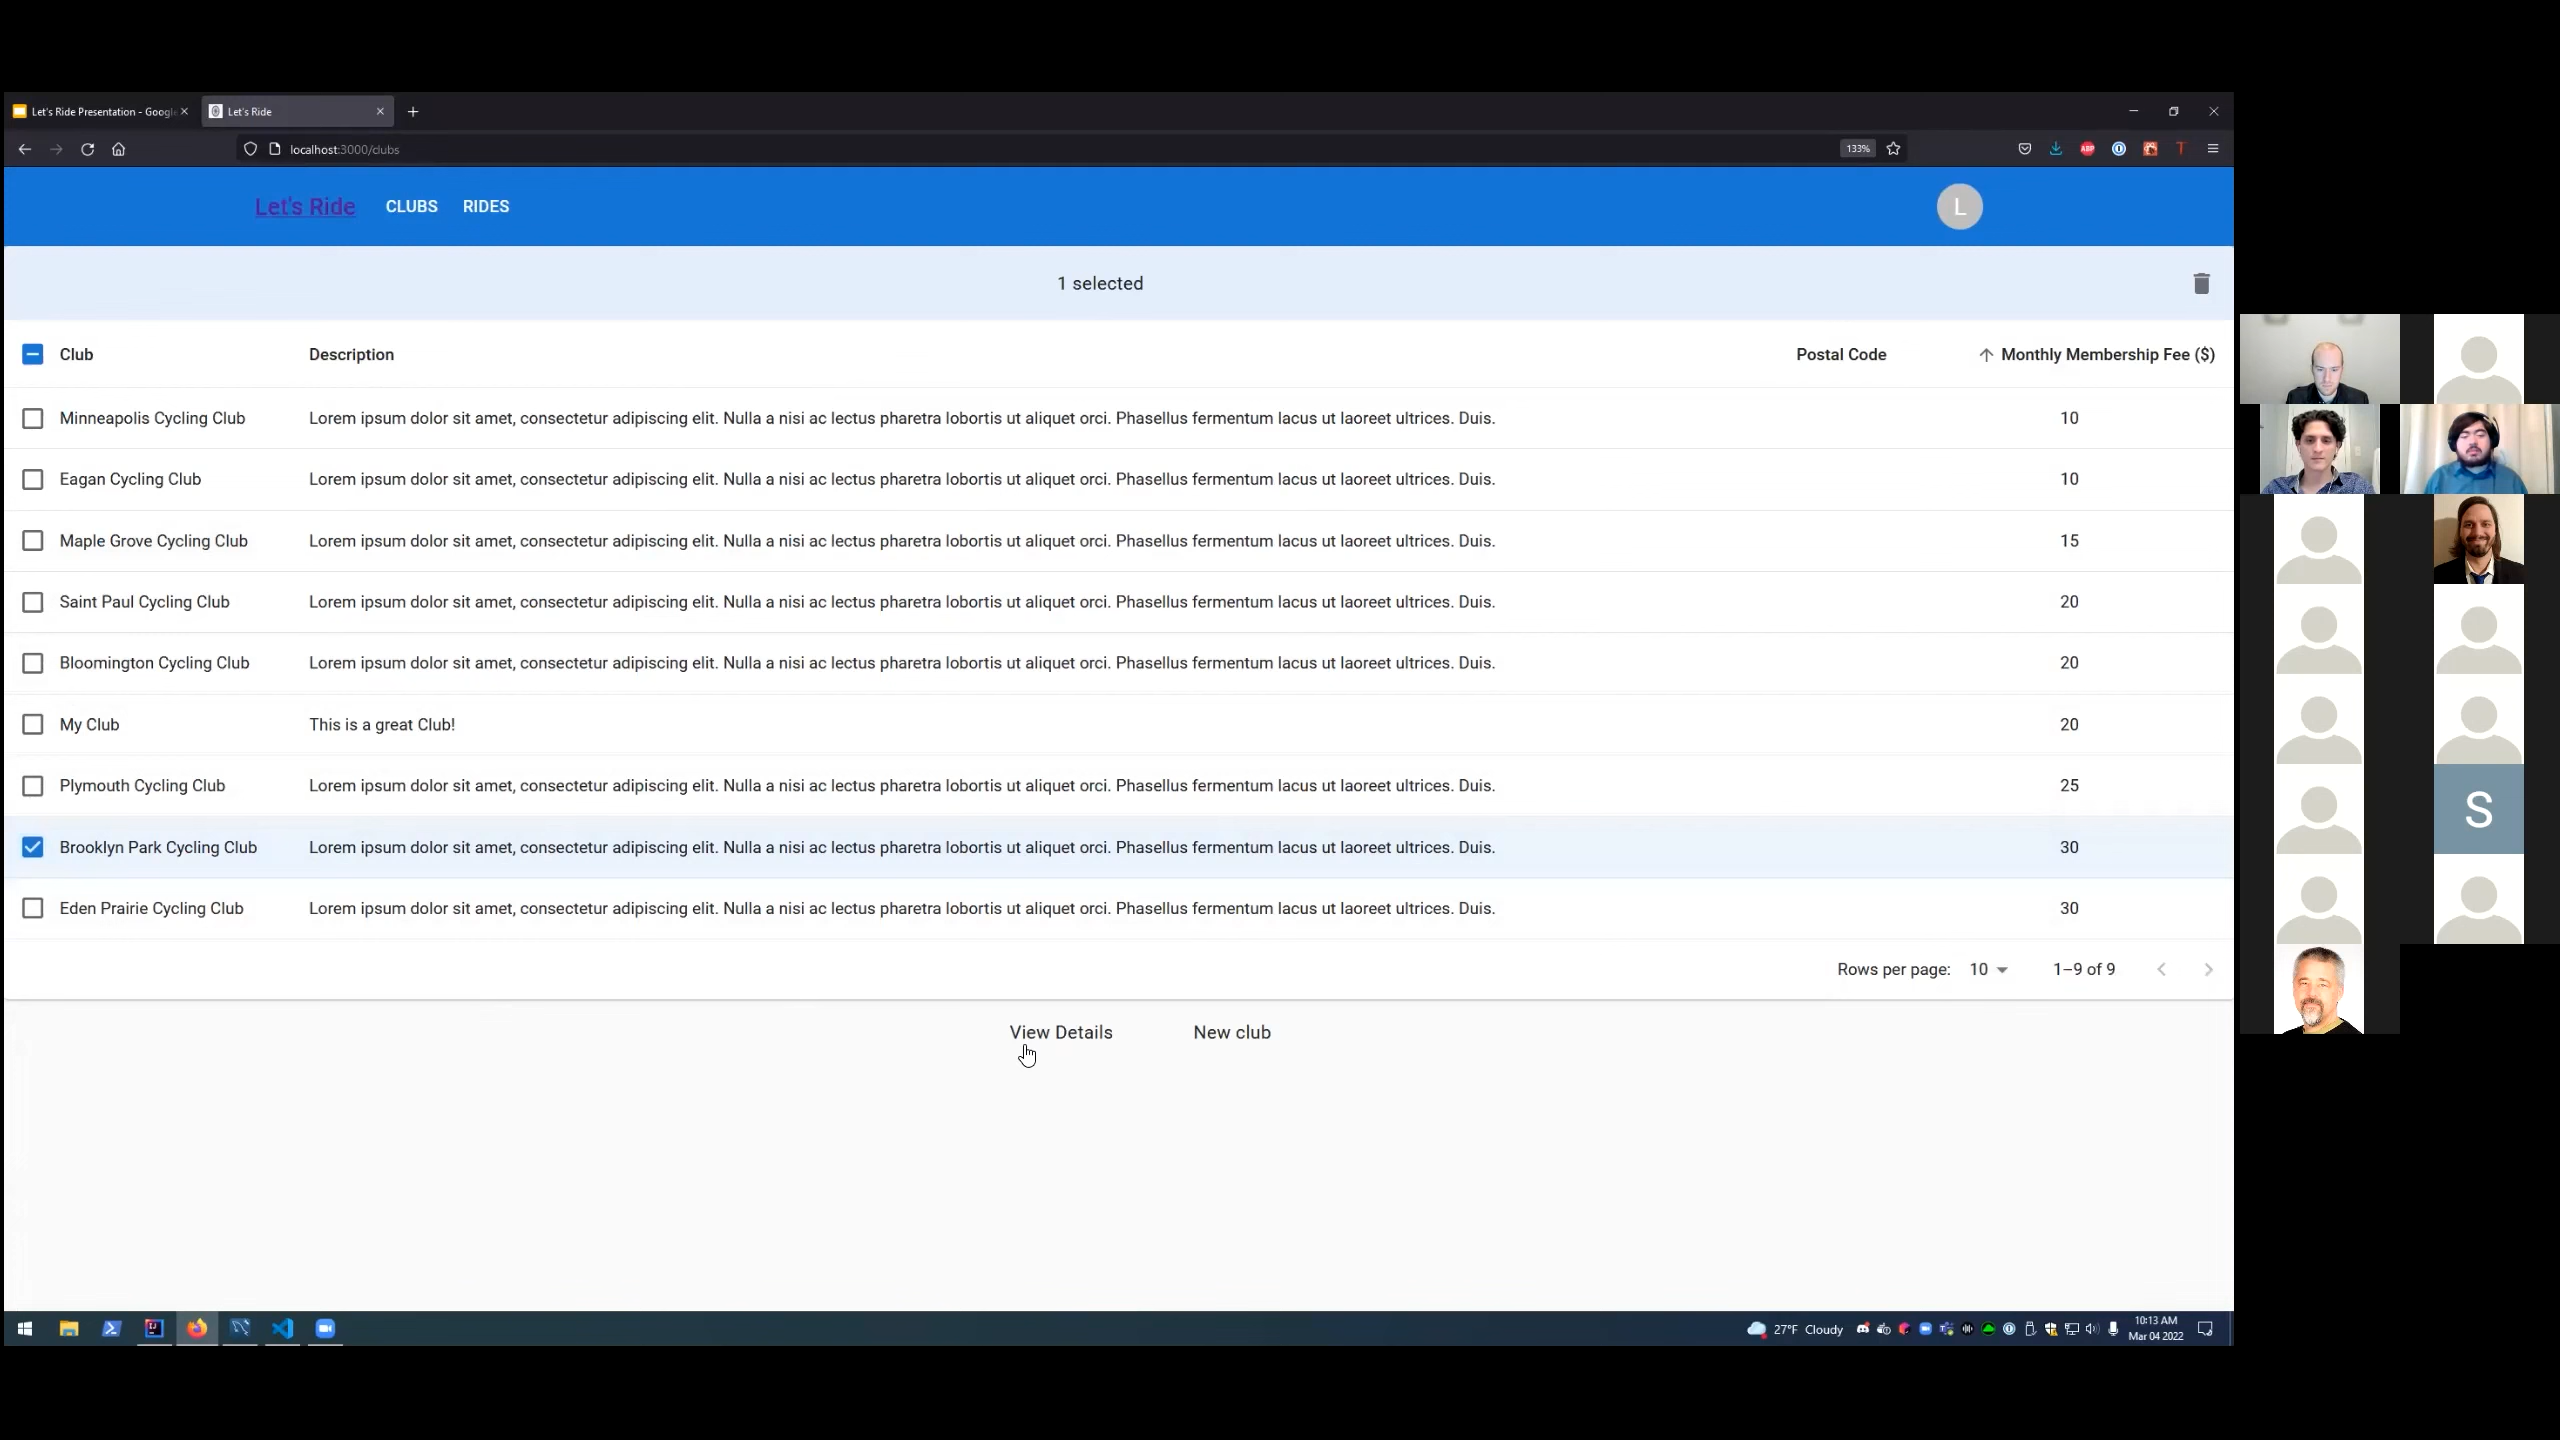 Let's Ride Presentation - Google
Let's Ride
localhost:3000/clubs
133%
ABP
T
Let's Ride CLUBS RIDES
L
1 selected
Club Description Postal Code Monthly Membership Fee ($)
Minneapolis Cycling Club Lorem ipsum dolor sit amet, consectetur adipiscing elit. Nulla a nisi ac lectus pharetra lobortis ut aliquet orci. Phasellus fermentum lacus ut laoreet ultrices. Duis. 10
Eagan Cycling Club Lorem ipsum dolor sit amet, consectetur adipiscing elit. Nulla a nisi ac lectus pharetra lobortis ut aliquet orci. Phasellus fermentum lacus ut laoreet ultrices. Duis. 10
Maple Grove Cycling Club Lorem ipsum dolor sit amet, consectetur adipiscing elit. Nulla a nisi ac lectus pharetra lobortis ut aliquet orci. Phasellus fermentum lacus ut laoreet ultrices. Duis. 15
Saint Paul Cycling Club Lorem ipsum dolor sit amet, consectetur adipiscing elit. Nulla a nisi ac lectus pharetra lobortis ut aliquet orci. Phasellus fermentum lacus ut laoreet ultrices. Duis. 20
Bloomington Cycling Club Lorem ipsum dolor sit amet, consectetur adipiscing elit. Nulla a nisi ac lectus pharetra lobortis ut aliquet orci. Phasellus fermentum lacus ut laoreet ultrices. Duis. 20
My Club This is a great Club! 20
Plymouth Cycling Club Lorem ipsum dolor sit amet, consectetur adipiscing elit. Nulla a nisi ac lectus pharetra lobortis ut aliquet orci. Phasellus fermentum lacus ut laoreet ultrices. Duis. 25
Brooklyn Park Cycling Club Lorem ipsum dolor sit amet, consectetur adipiscing elit. Nulla a nisi ac lectus pharetra lobortis ut aliquet orci. Phasellus fermentum lacus ut laoreet ultrices. Duis. 30
Eden Prairie Cycling Club Lorem ipsum dolor sit amet, consectetur adipiscing elit. Nulla a nisi ac lectus pharetra lobortis ut aliquet orci. Phasellus fermentum lacus ut laoreet ultrices. Duis. 30
Rows per page: 10 1–9 of 9
View Details New club
S
27°F Cloudy
10:13 AM
Mar 04 2022